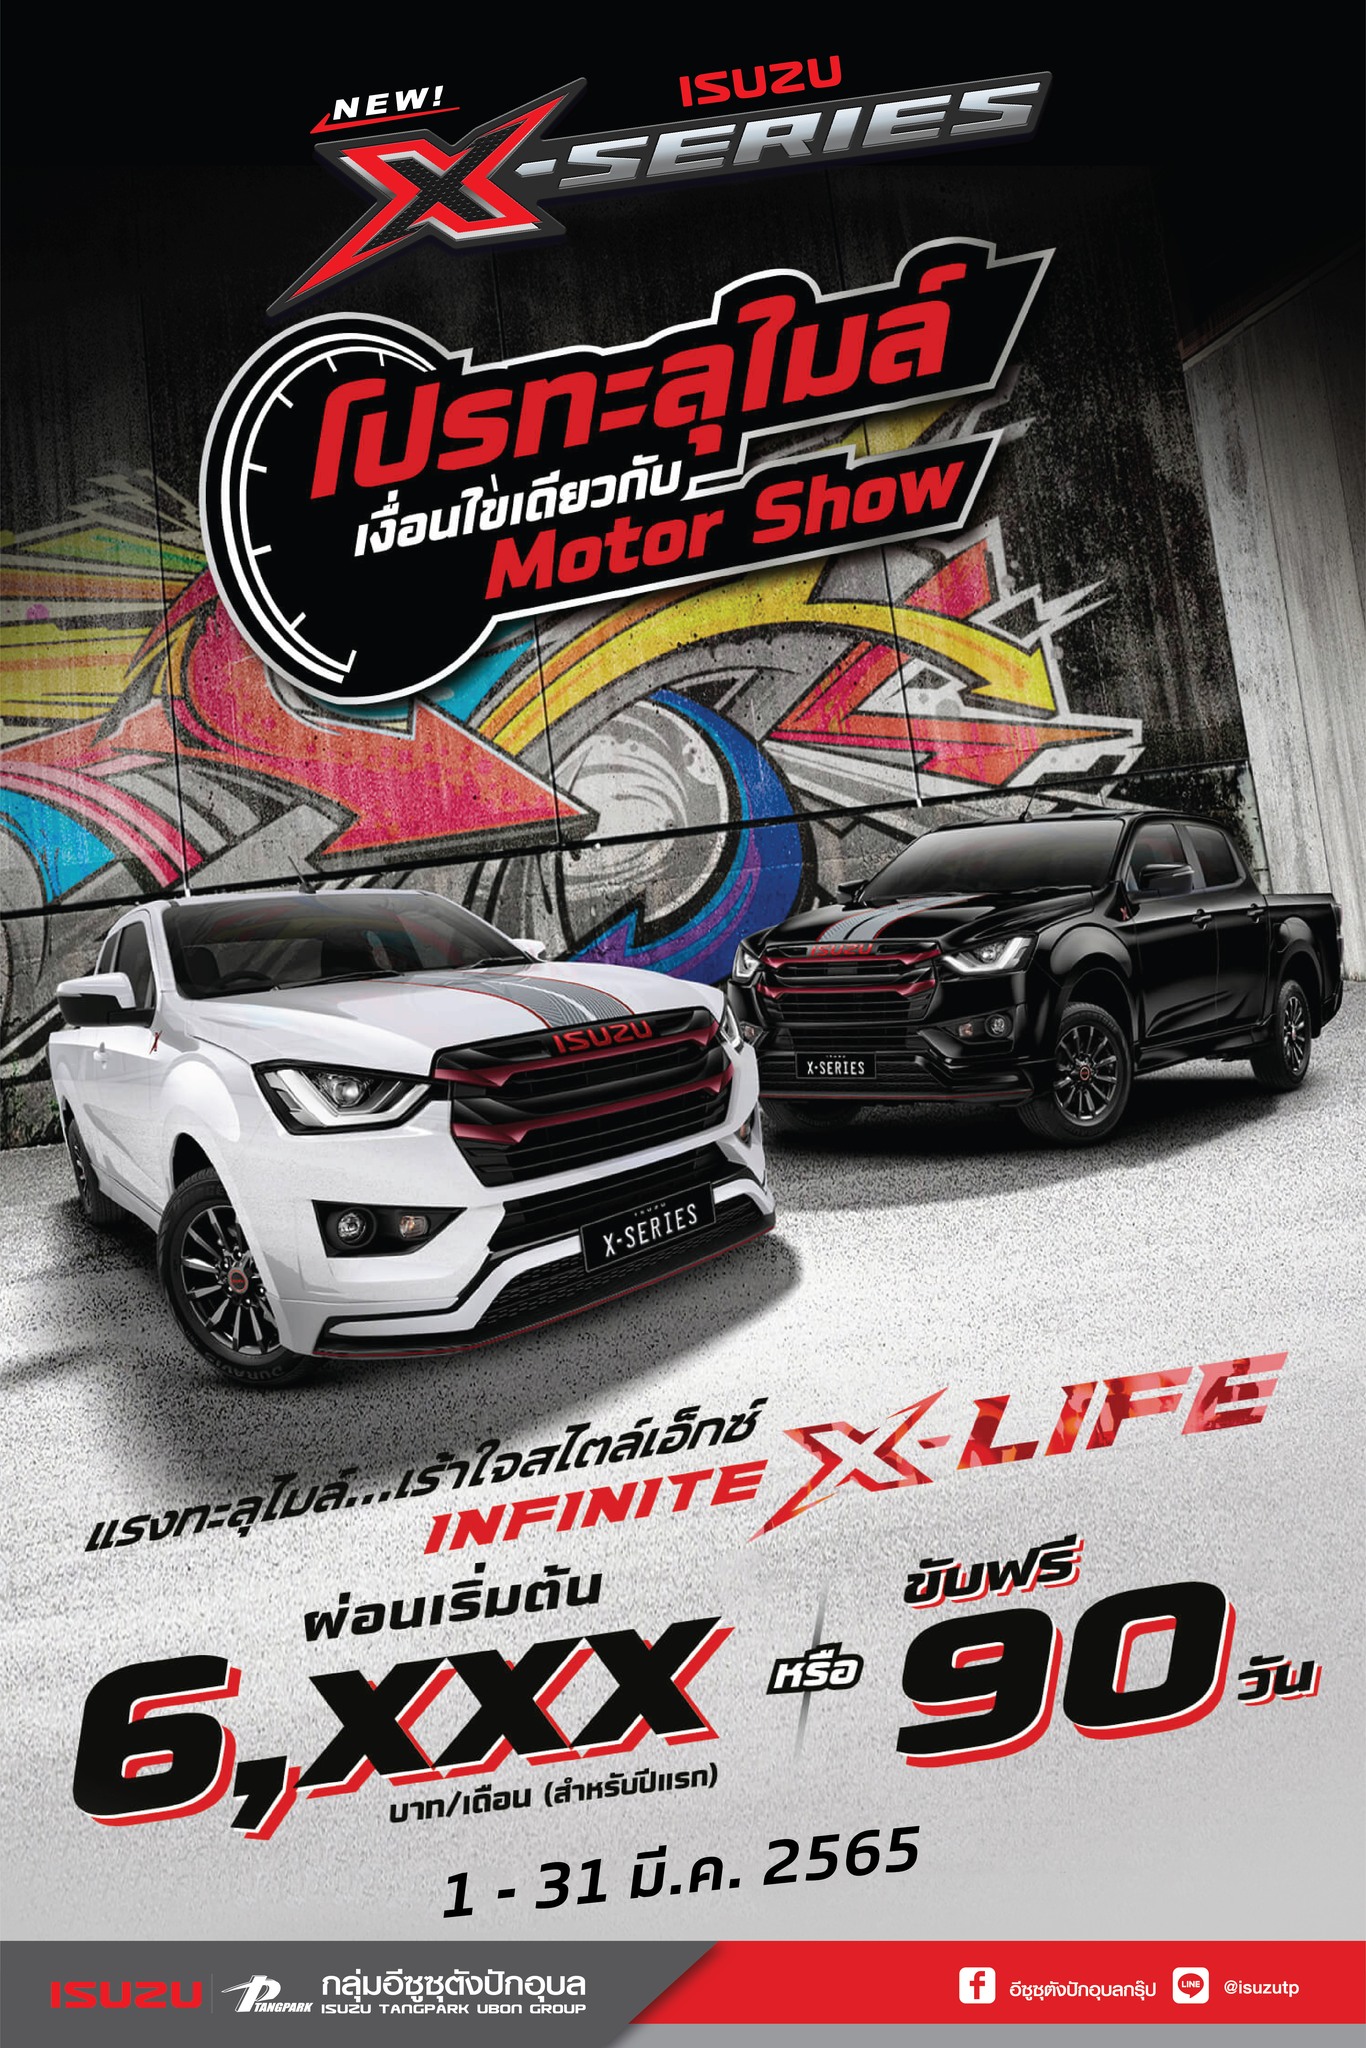 NEW!
ISUZU
X-SERIES
โปรทะลุไมล์
เงื่อนไขเดียวกับ
Motor Show
ISUZU
X-SERIES
ISUZU
ISUZU
X-SERIES
แรงทะลุไมล์...เร้าใจสไตล์เอ็กซ์
INFINITE X-LIFE
ผ่อนเริ่มต้น
6,xxx
บาท/เดือน (สำหรับปีแรก)
หรือ
ขับฟรี
90 วัน
1 - 31 มี.ค. 2565
ISUZU
TP TANGPARK
กลุ่มอีซูซุตังปักอุบล
ISUZU TANGPARK UBON GROUP
f อีซูซุตังปักอุบลกรุ๊ป
LINE @isuzutp